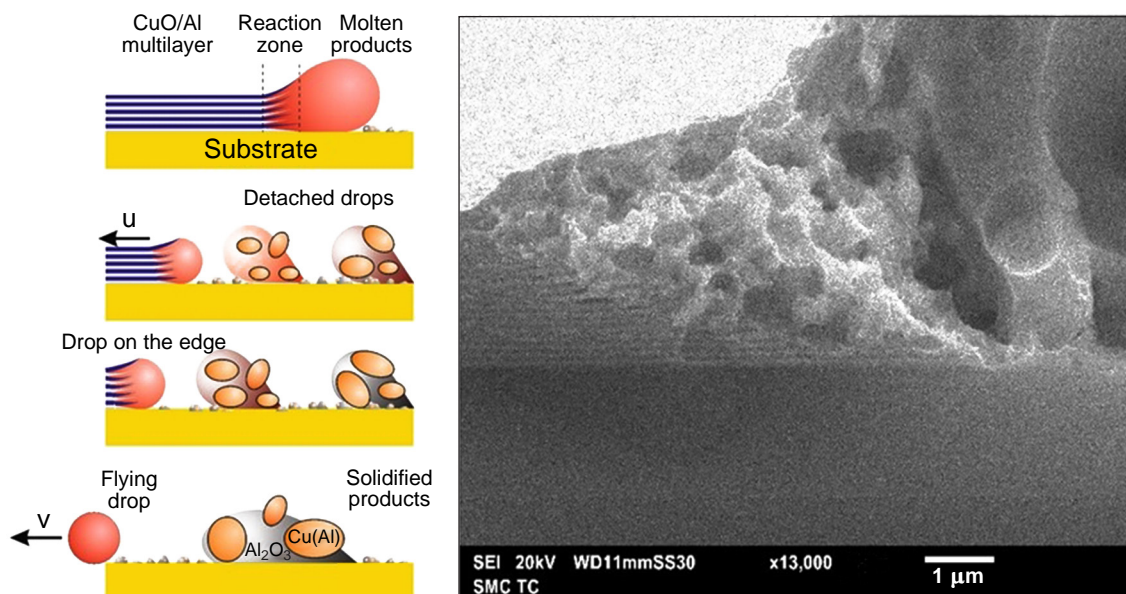 CuO/Al
multilayer
Reaction
zone
Molten
products
Substrate
Detached drops
u
Drop on the edge
Flying
drop
Solidified
products
v
Al₂O₃
Cu(Al)
SEI 20kV WD11mmSS30 x13,000 1 μm
SMC TC